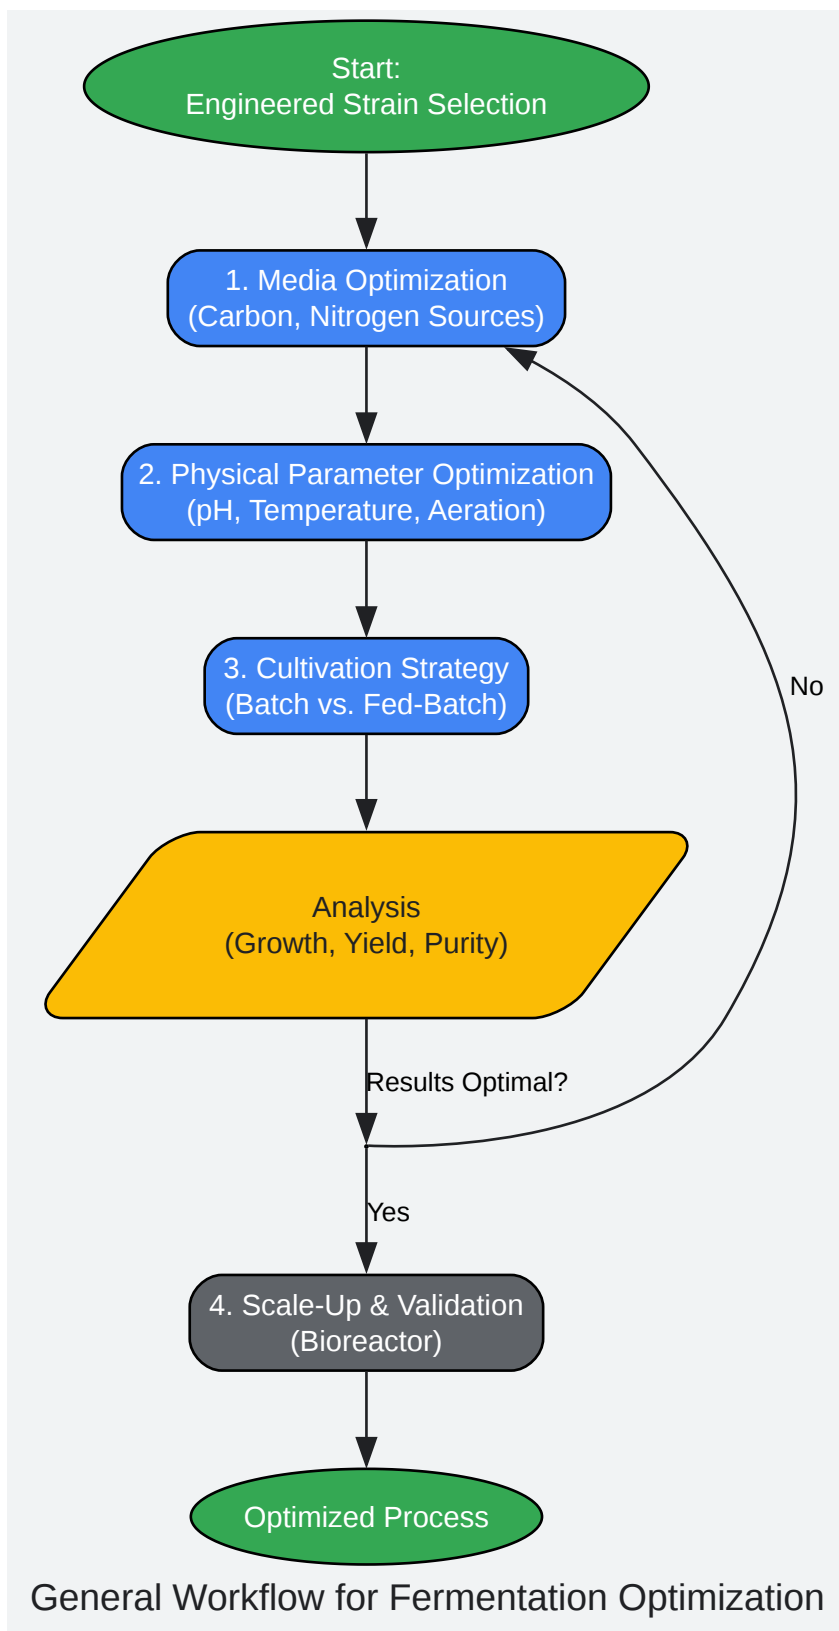 Start:
Engineered Strain Selection
1. Media Optimization
(Carbon, Nitrogen Sources)
2. Physical Parameter Optimization
(pH, Temperature, Aeration)
3. Cultivation Strategy
(Batch vs. Fed-Batch)
No
Analysis
(Growth, Yield, Purity)
Results Optimal?
Yes
4. Scale-Up & Validation
(Bioreactor)
Optimized Process
General Workflow for Fermentation Optimization